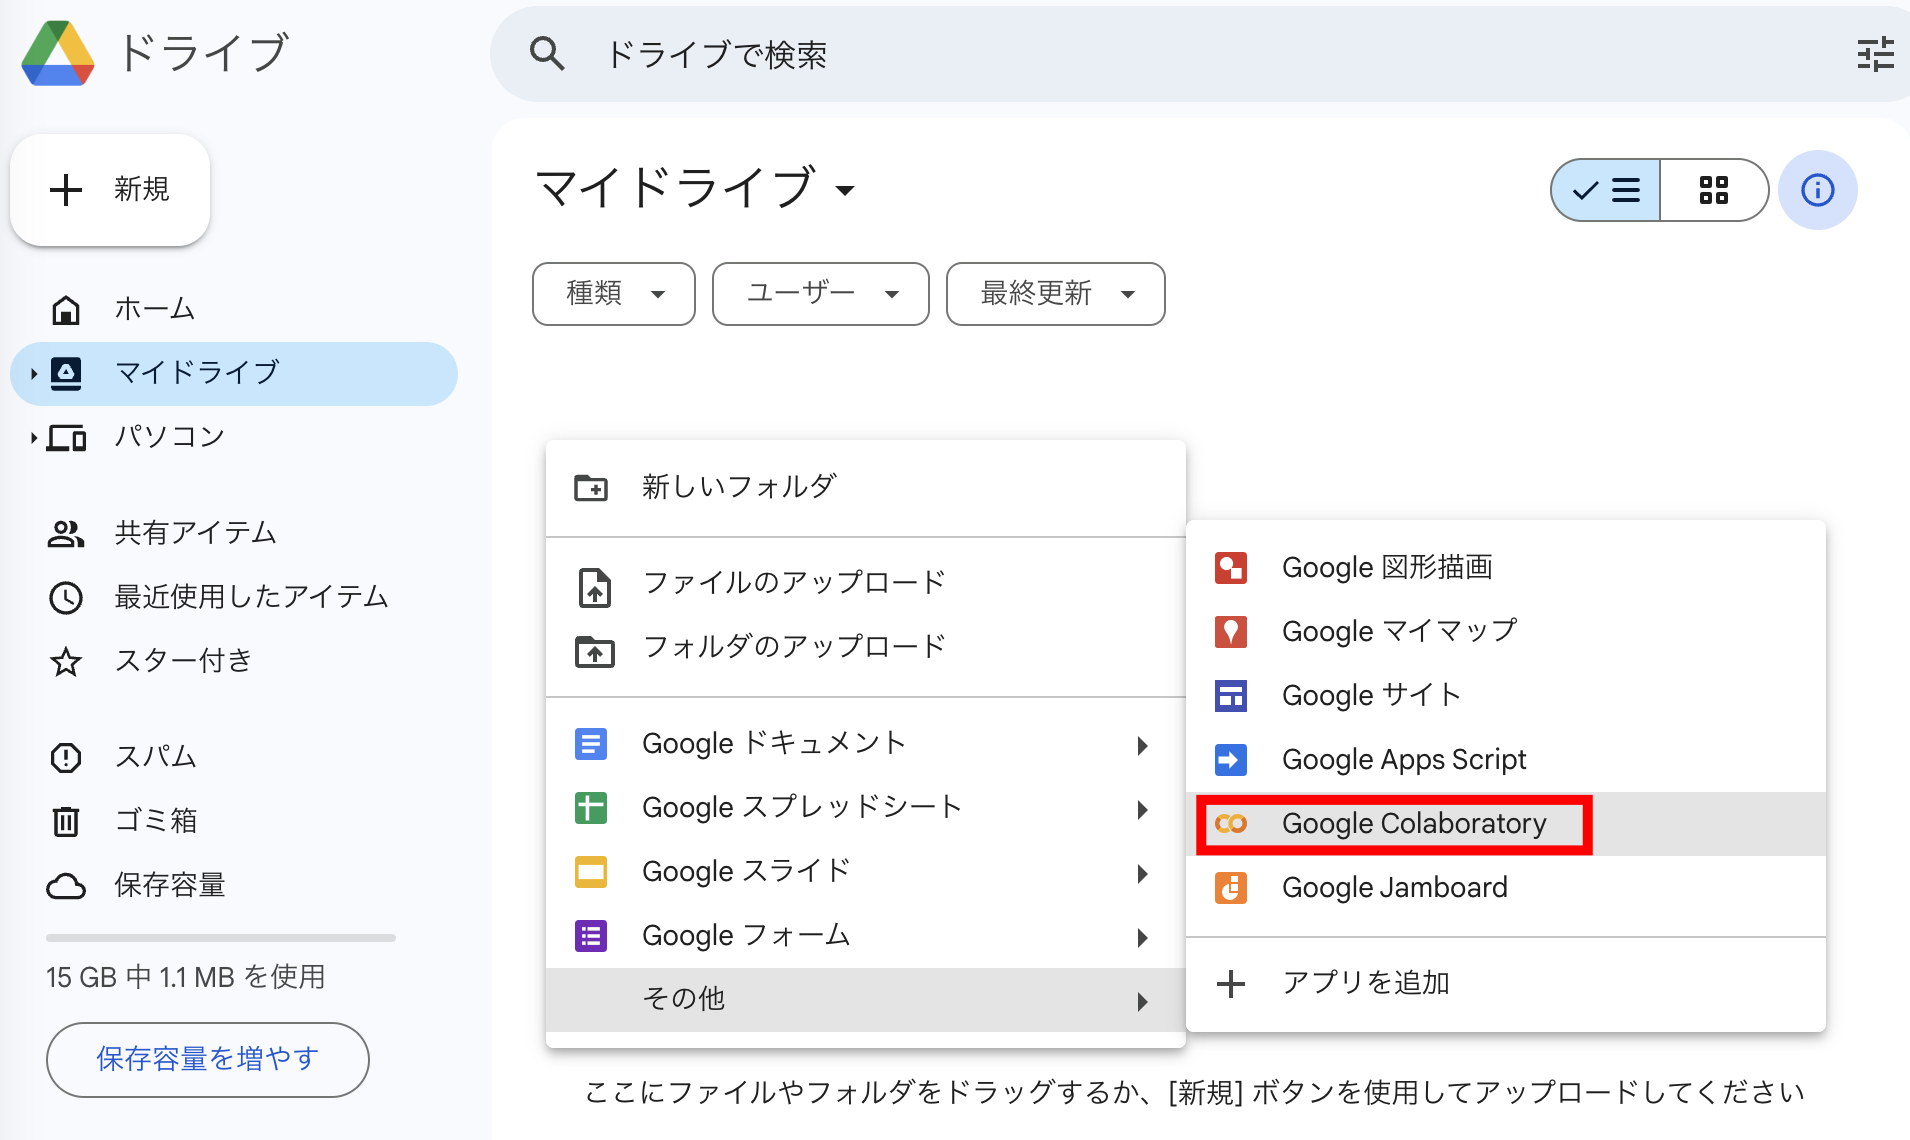 ドライブ
ドライブで検索
新規
マイドライブ
種類
ユーザー
最終更新
ホーム
マイドライブ
パソコン
共有アイテム
最近使用したアイテム
スター付き
スパム
ゴミ箱
保存容量
15 GB 中 1.1 MB を使用
保存容量を増やす
新しいフォルダ
ファイルのアップロード
フォルダのアップロード
Google ドキュメント
Google スプレッドシート
Google スライド
Google フォーム
その他
Google 図形描画
Google マイマップ
Google サイト
Google Apps Script
Google Colaboratory
Google Jamboard
アプリを追加
ここにファイルやフォルダをドラッグするか、[新規] ボタンを使用してアップロードしてください